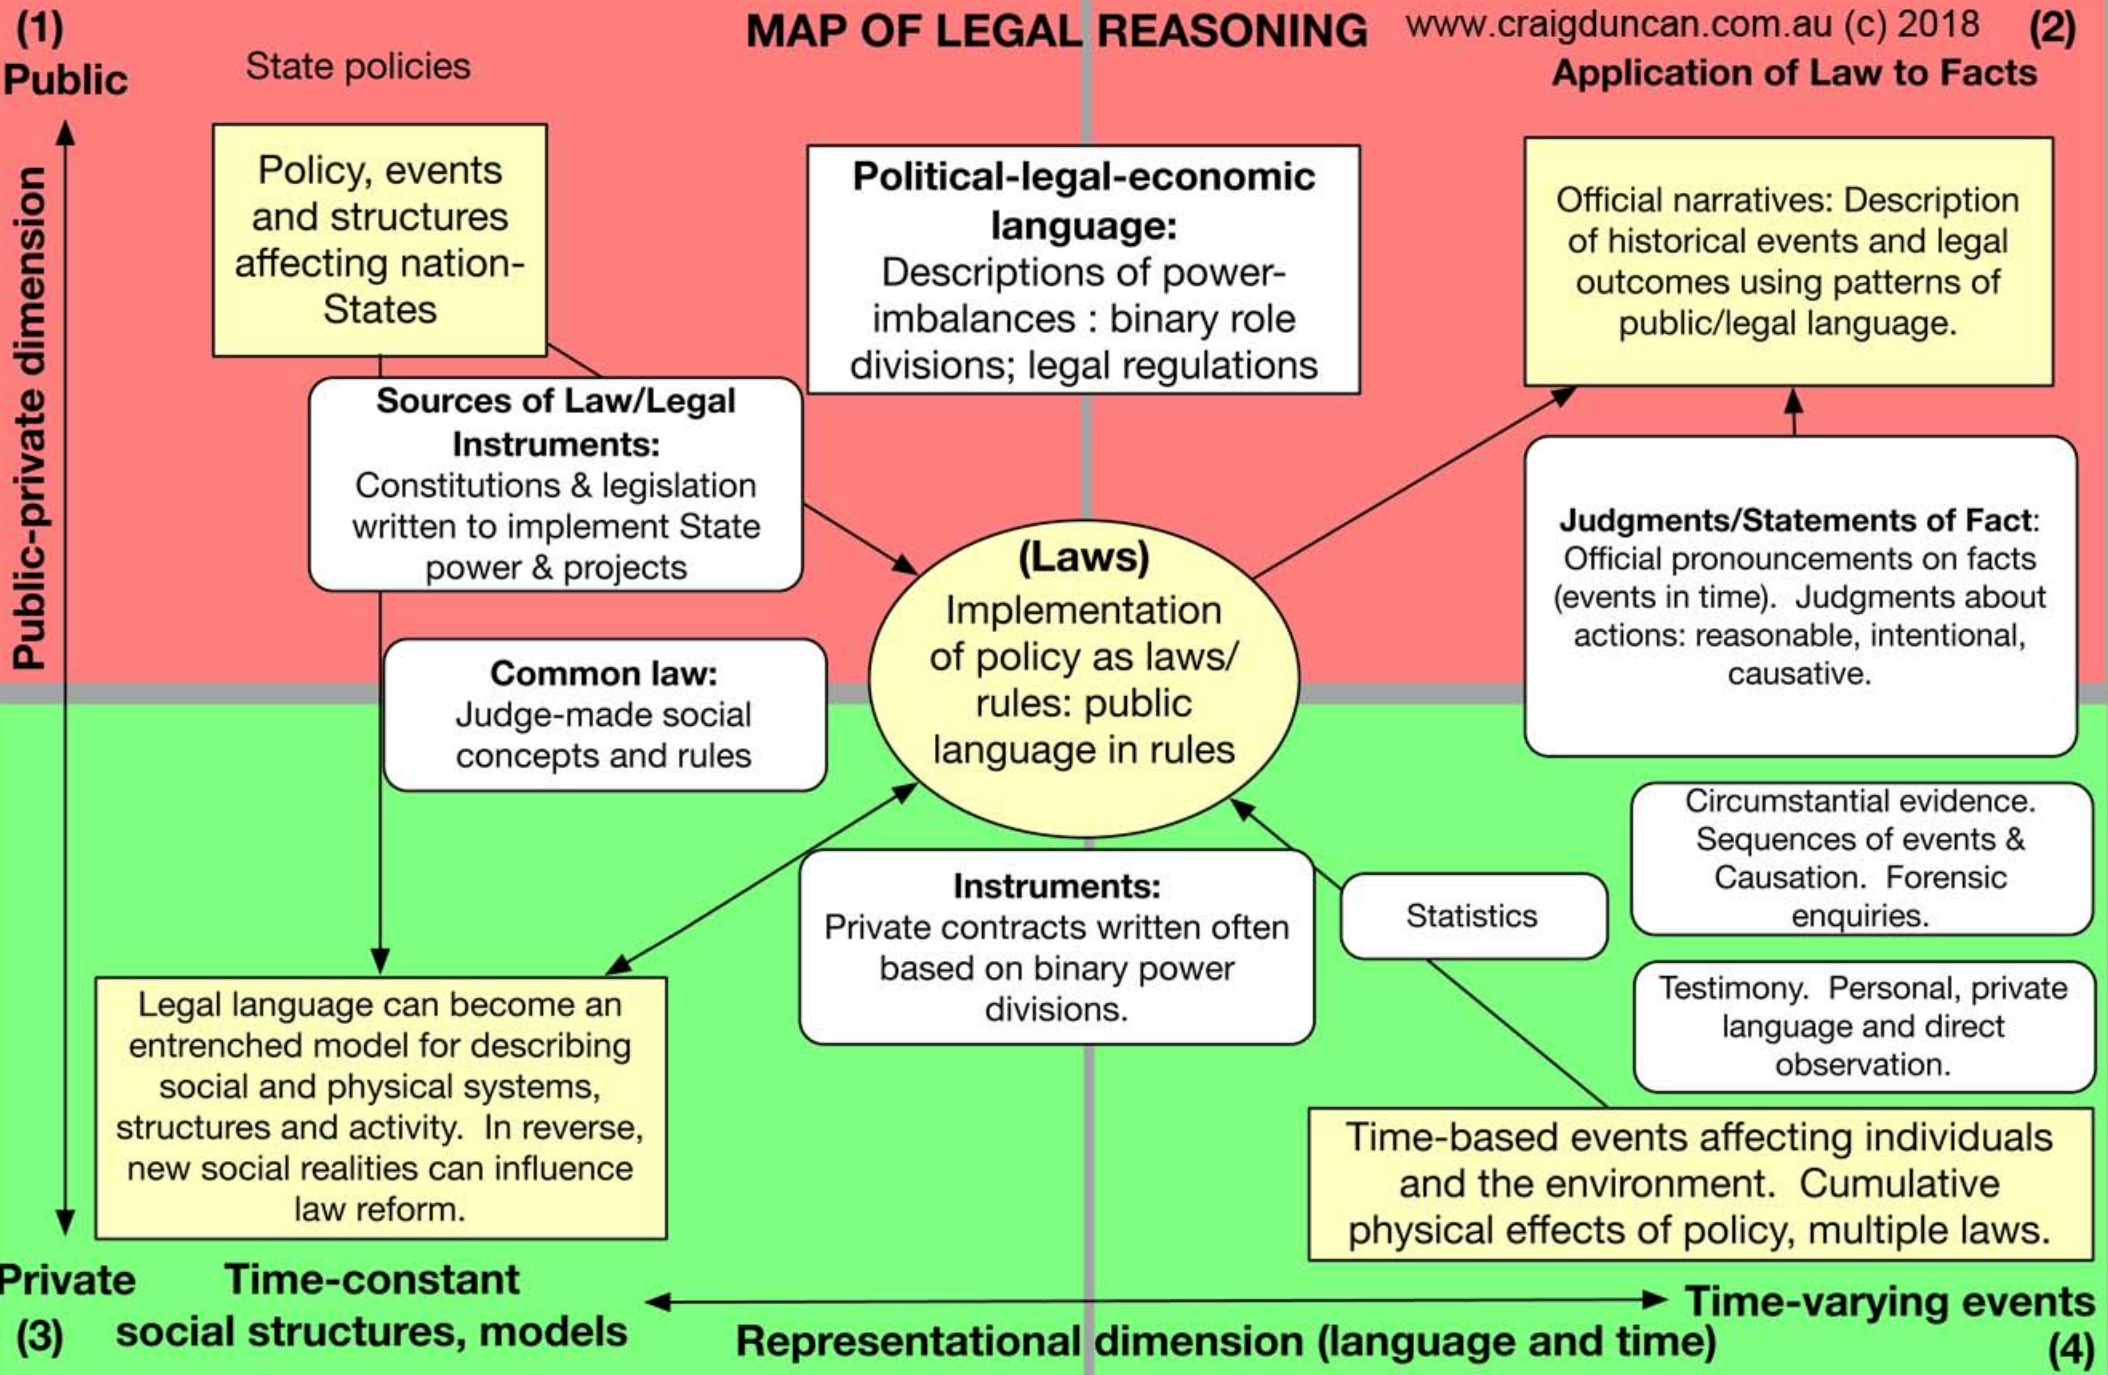 (1)
MAP OF LEGAL REASONING
www.craigduncan.com.au (c) 2018
(2)
Public
State policies
Application of Law to Facts
Public-private dimension
Policy, events
and structures
affecting nation-
States
Political-legal-economic
language:
Descriptions of power-
imbalances : binary role
divisions; legal regulations
Official narratives: Description
of historical events and legal
outcomes using patterns of
public/legal language.
Sources of Law/Legal
Instruments:
Constitutions & legislation
written to implement State
power & projects
Judgments/Statements of Fact:
Official pronouncements on facts
(events in time).  Judgments about
actions: reasonable, intentional,
causative.
(Laws)
Implementation
of policy as laws/
rules: public
language in rules
Common law:
Judge-made social
concepts and rules
Circumstantial evidence.
Sequences of events &
Causation.  Forensic
enquiries.
Instruments:
Private contracts written often
based on binary power
divisions.
Statistics
Testimony.  Personal, private
language and direct
observation.
Legal language can become an
entrenched model for describing
social and physical systems,
structures and activity.  In reverse,
new social realities can influence
law reform.
Time-based events affecting individuals
and the environment.  Cumulative
physical effects of policy, multiple laws.
Private
(3)
Time-constant
social structures, models
Representational dimension (language and time)
Time-varying events
(4)